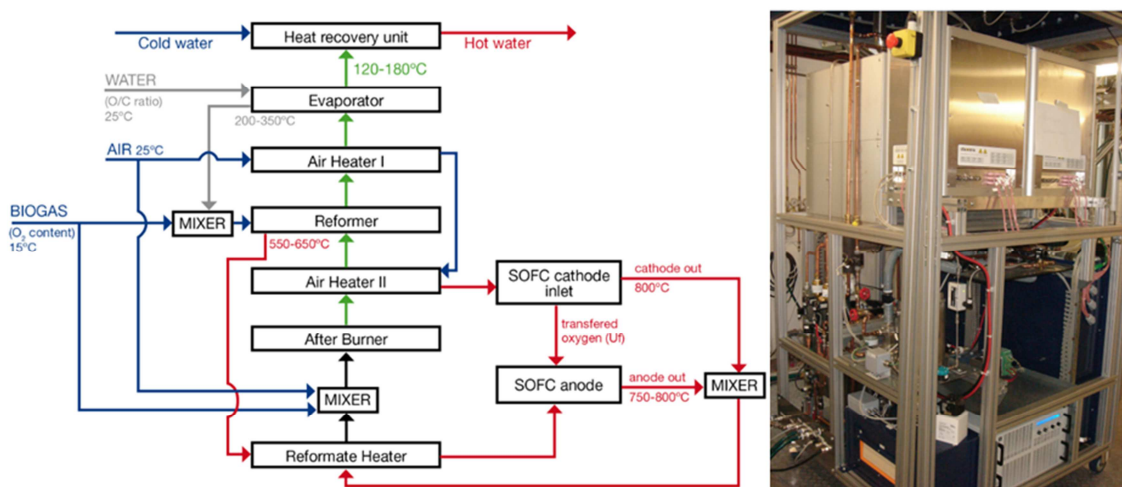 Cold water
Heat recovery unit
Hot water
120-180ºC
WATER
(O/C ratio)
25ºC
Evaporator
200-350ºC
AIR 25ºC
Air Heater I
BIOGAS
(O₂ content)
15ºC
MIXER
Reformer
550-650ºC
Air Heater II
SOFC cathode
inlet
cathode out
800ºC
After Burner
transfered
oxygen (Uf)
SOFC anode
anode out
750-800ºC
MIXER
MIXER
Reformate Heater